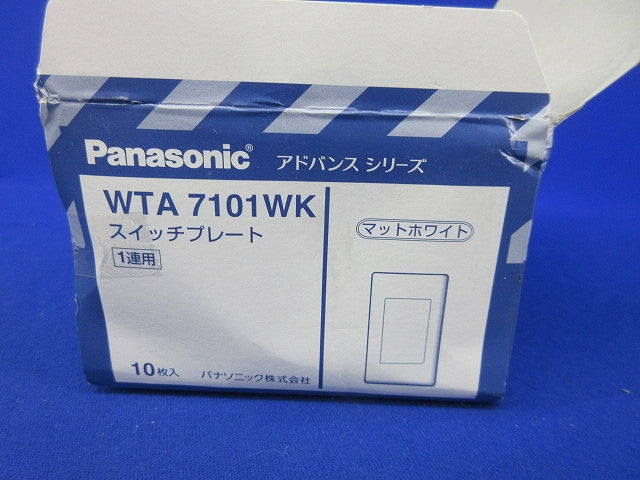 Panasonic® アドバンス シリーズ
WTA 7101WK
スイッチプレート
1連用
マットホワイト
10枚入 パナソニック株式会社